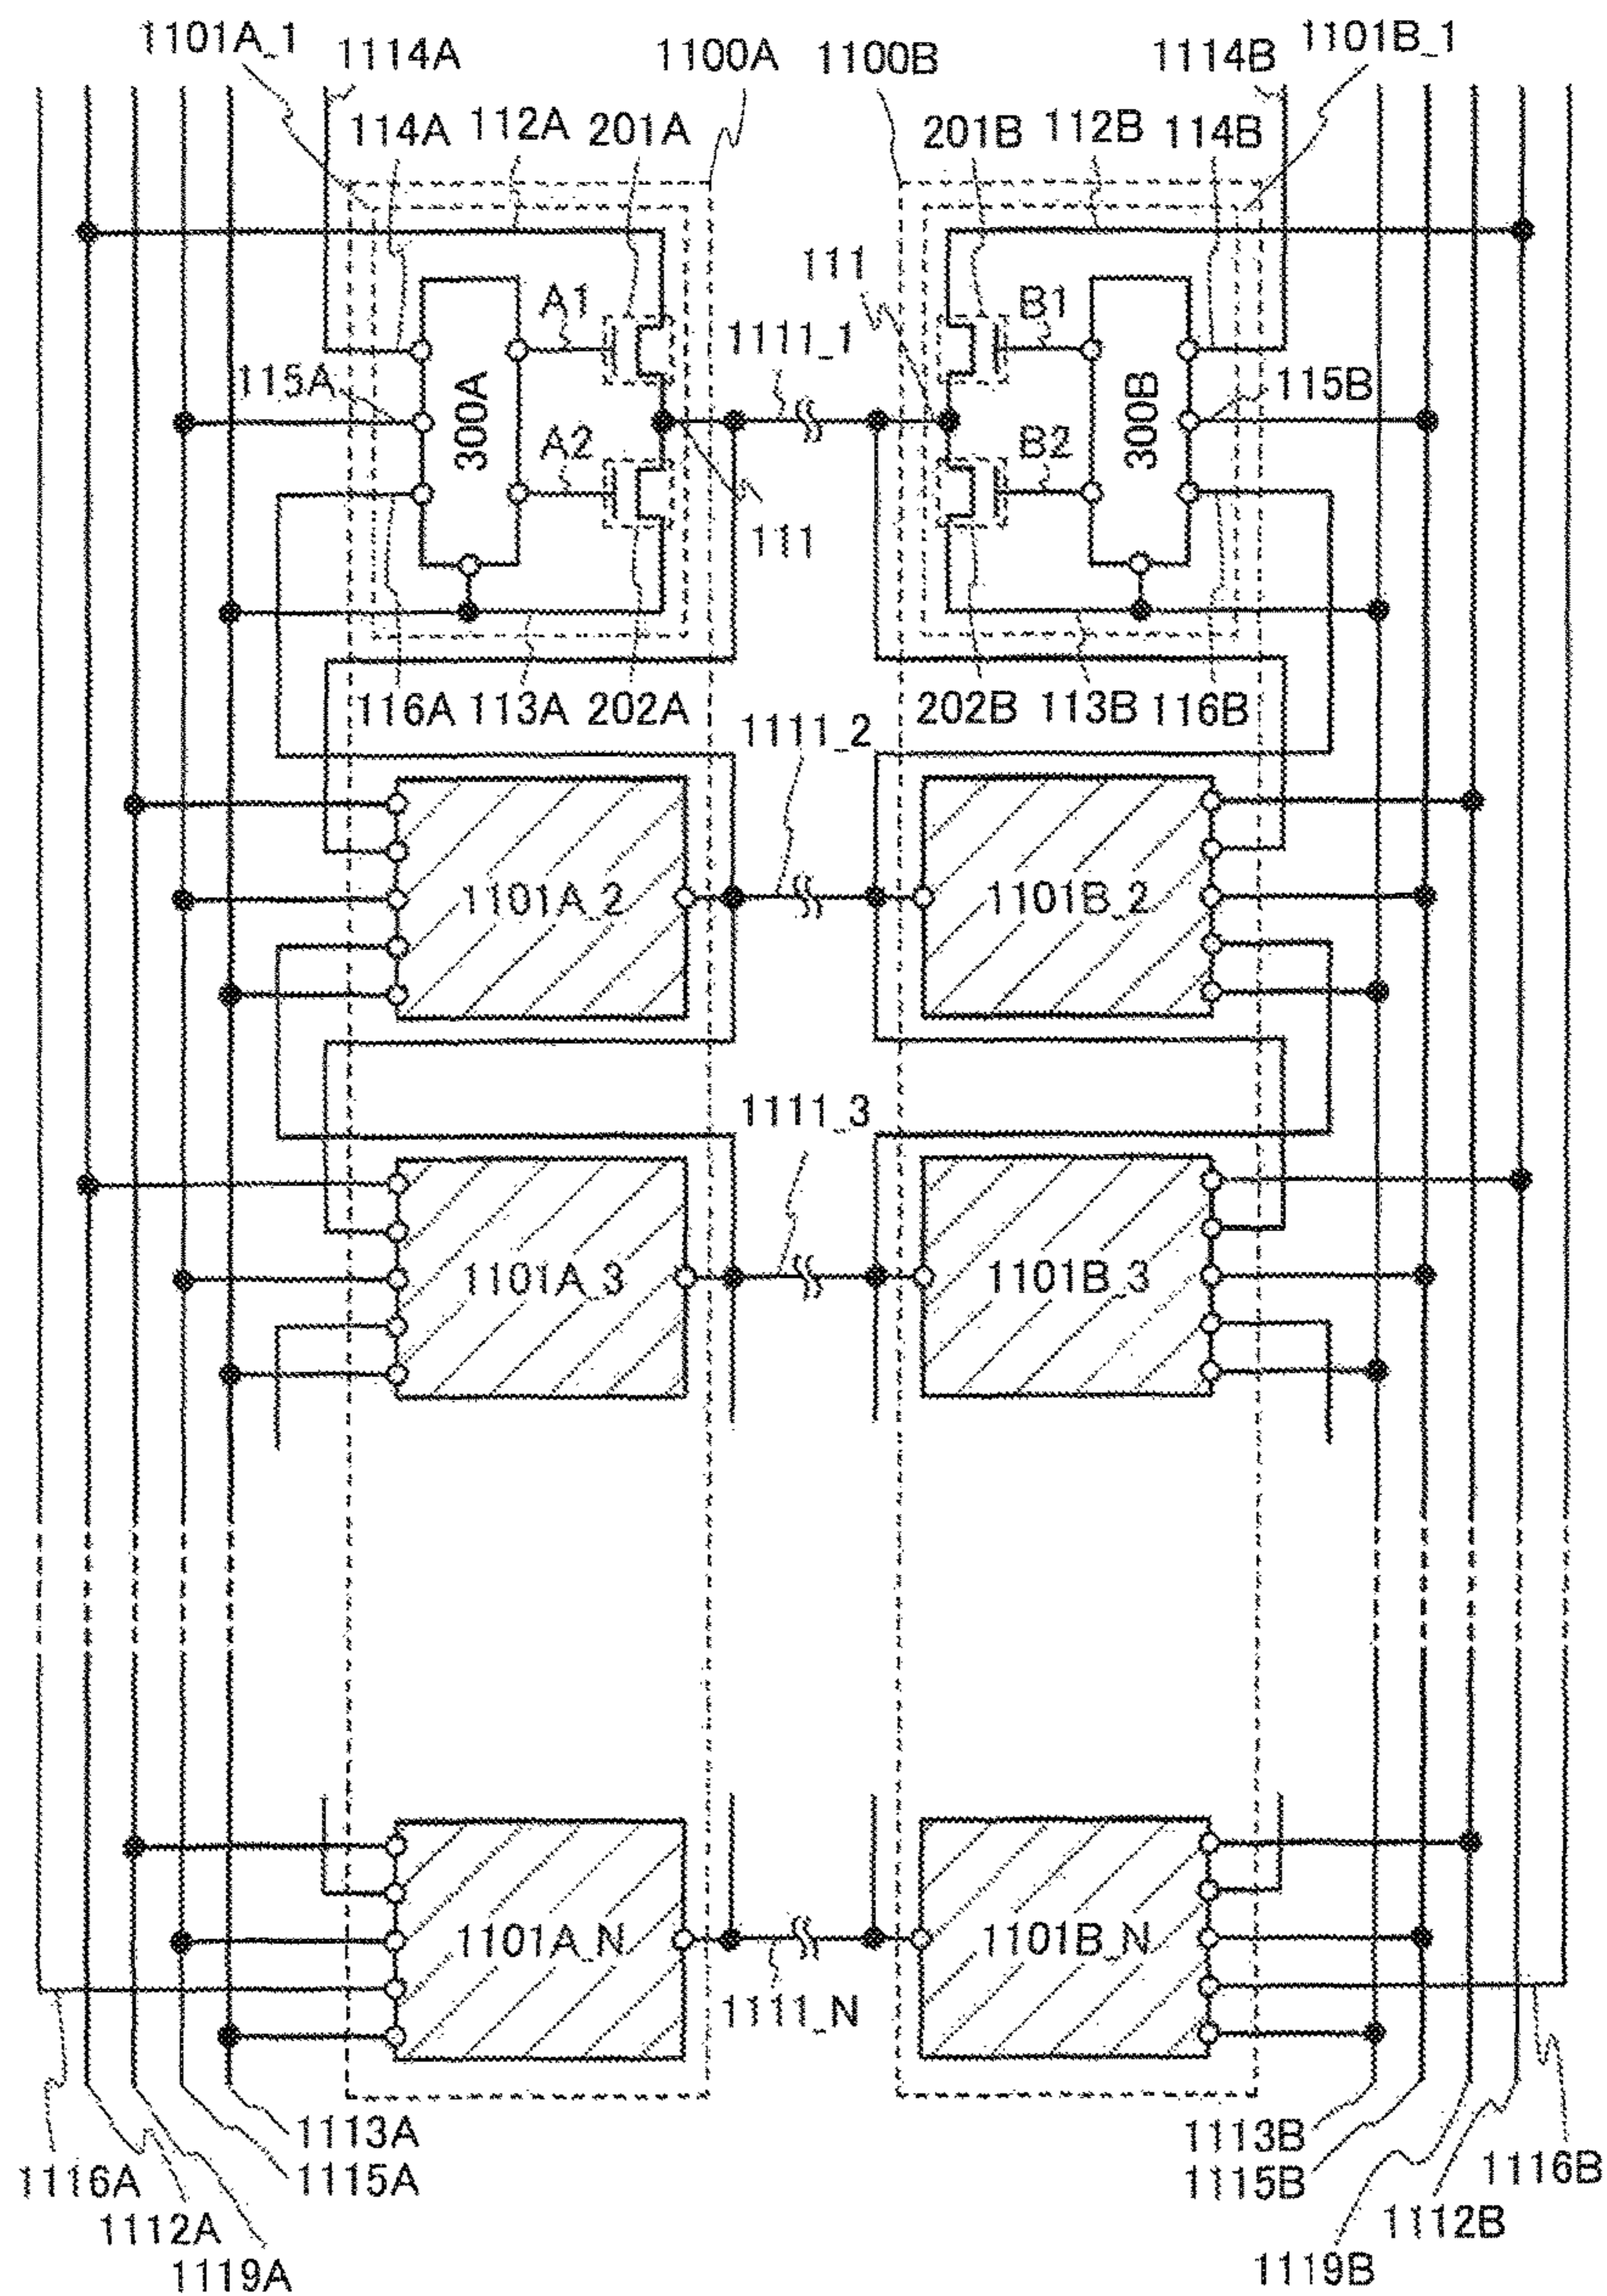 1101A_1 1114A 1100A 1100B 1114B 1101B_1
114A 112A 201A 201B 112B 114B
111
A1 1111_1 B1
115A 300A 300B 115B
A2 B2
111
116A 113A 202A 1111_2 202B 113B 116B
1101A_2 1101B_2
1111_3
1101A_3 1101B_3
1101A_N 1101B_N
1111_N
1113A 1113B
1116A 1115A 1115B 1116B
1112A 1112B
1119A 1119B